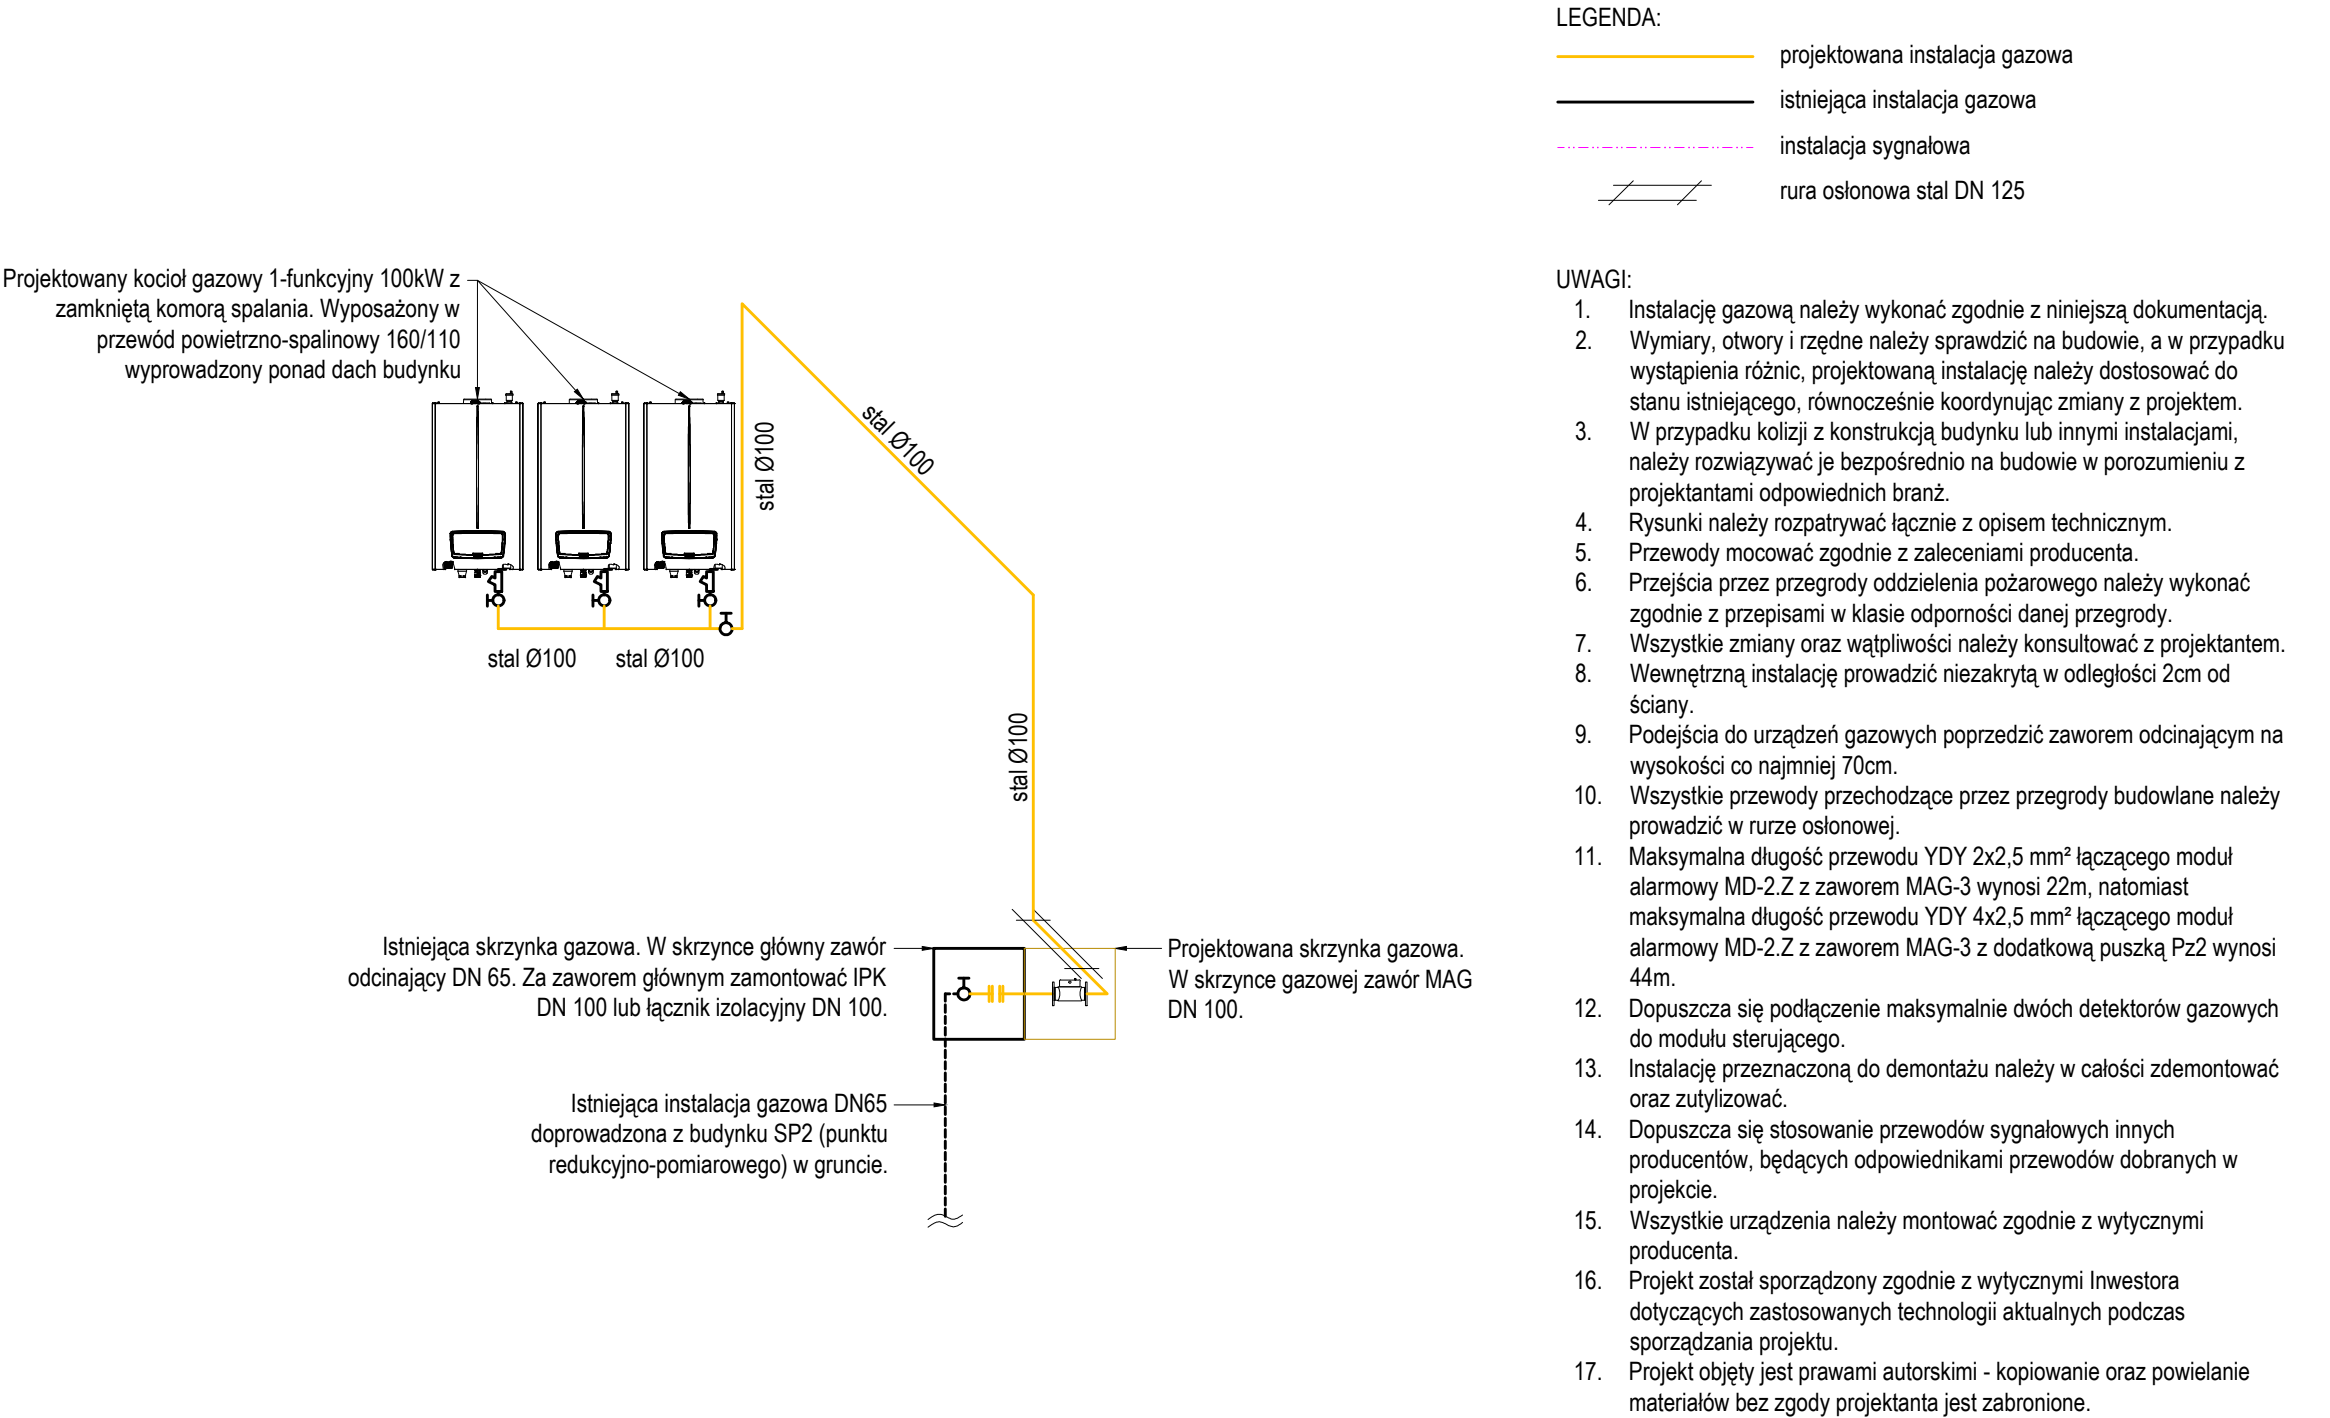 LEGENDA:
projektowana instalacja gazowa
istniejąca instalacja gazowa
instalacja sygnałowa
rura osłonowa stal DN 125
Projektowany kocioł gazowy 1-funkcyjny 100kW z
zamkniętą komorą spalania. Wyposażony w
przewód powietrzno-spalinowy 160/110
wyprowadzony ponad dach budynku
stal Ø100
stal Ø100
stal Ø100
stal Ø100
stal Ø100
Istniejąca skrzynka gazowa. W skrzynce główny zawór
odcinający DN 65. Za zaworem głównym zamontować IPK
DN 100 lub łącznik izolacyjny DN 100.
Projektowana skrzynka gazowa.
W skrzynce gazowej zawór MAG
DN 100.
Istniejąca instalacja gazowa DN65
doprowadzona z budynku SP2 (punktu
redukcyjno-pomiarowego) w gruncie.
UWAGI:
1. Instalację gazową należy wykonać zgodnie z niniejszą dokumentacją.
2. Wymiary, otwory i rzędne należy sprawdzić na budowie, a w przypadku
wystąpienia różnic, projektowaną instalację należy dostosować do
stanu istniejącego, równocześnie koordynując zmiany z projektem.
3. W przypadku kolizji z konstrukcją budynku lub innymi instalacjami,
należy rozwiązywać je bezpośrednio na budowie w porozumieniu z
projektantami odpowiednich branż.
4. Rysunki należy rozpatrywać łącznie z opisem technicznym.
5. Przewody mocować zgodnie z zaleceniami producenta.
6. Przejścia przez przegrody oddzielenia pożarowego należy wykonać
zgodnie z przepisami w klasie odporności danej przegrody.
7. Wszystkie zmiany oraz wątpliwości należy konsultować z projektantem.
8. Wewnętrzną instalację prowadzić niezakrytą w odległości 2cm od
ściany.
9. Podejścia do urządzeń gazowych poprzedzić zaworem odcinającym na
wysokości co najmniej 70cm.
10. Wszystkie przewody przechodzące przez przegrody budowlane należy
prowadzić w rurze osłonowej.
11. Maksymalna długość przewodu YDY 2x2,5 mm² łączącego moduł
alarmowy MD-2.Z z zaworem MAG-3 wynosi 22m, natomiast
maksymalna długość przewodu YDY 4x2,5 mm² łączącego moduł
alarmowy MD-2.Z z zaworem MAG-3 z dodatkową puszką Pz2 wynosi
44m.
12. Dopuszcza się podłączenie maksymalnie dwóch detektorów gazowych
do modułu sterującego.
13. Instalację przeznaczoną do demontażu należy w całości zdemontować
oraz zutylizować.
14. Dopuszcza się stosowanie przewodów sygnałowych innych
producentów, będących odpowiednikami przewodów dobranych w
projekcie.
15. Wszystkie urządzenia należy montować zgodnie z wytycznymi
producenta.
16. Projekt został sporządzony zgodnie z wytycznymi Inwestora
dotyczących zastosowanych technologii aktualnych podczas
sporządzania projektu.
17. Projekt objęty jest prawami autorskimi - kopiowanie oraz powielanie
materiałów bez zgody projektanta jest zabronione.